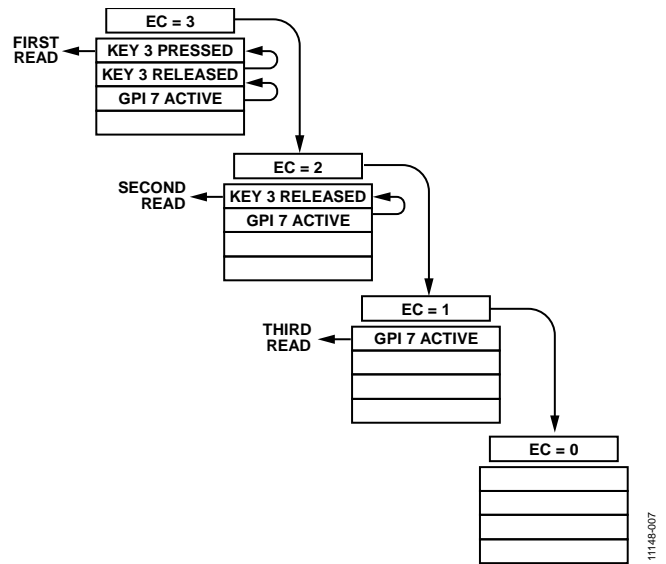 EC = 3
FIRST
READ
KEY 3 PRESSED
KEY 3 RELEASED
GPI 7 ACTIVE
EC = 2
SECOND
READ
KEY 3 RELEASED
GPI 7 ACTIVE
EC = 1
THIRD
READ
GPI 7 ACTIVE
EC = 0
11148-007